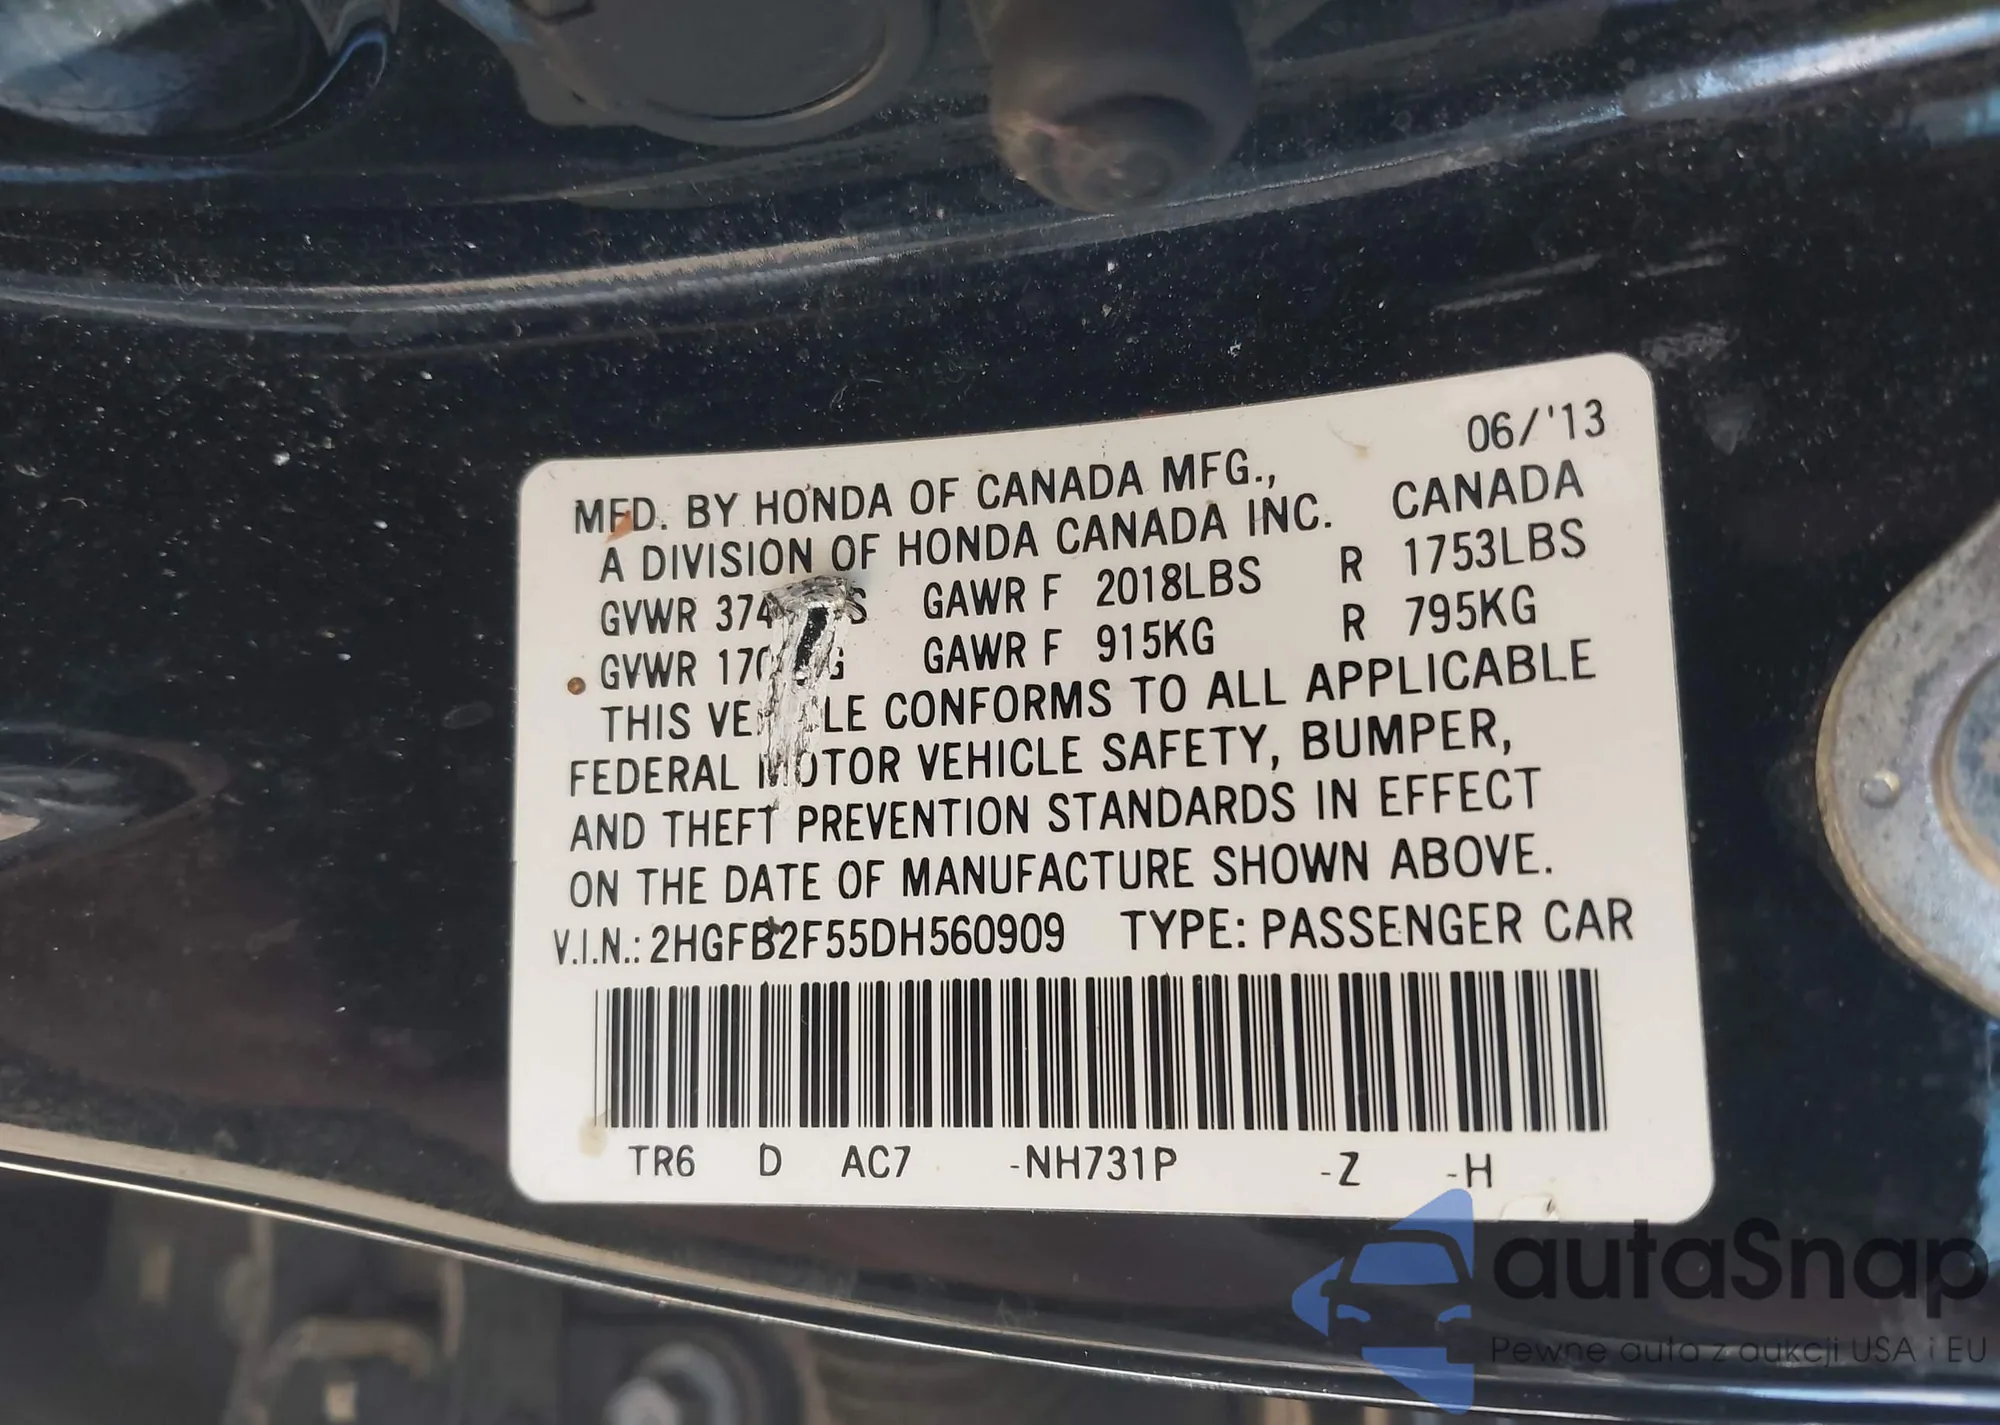 06/'13
MFD. BY HONDA OF CANADA MFG.,
A DIVISION OF HONDA CANADA INC. CANADA
GVWR GAWR F 2018LBS R 1753LBS
GVWR GAWR F 915KG R 795KG
THIS CONFORMS TO ALL APPLICABLE
FEDERAL MOTOR VEHICLE SAFETY, BUMPER,
AND THEFT PREVENTION STANDARDS IN EFFECT
ON THE DATE OF MANUFACTURE SHOWN ABOVE.
V.I.N.: 2HGFB2F55DH560909 TYPE: PASSENGER CAR
TR6 D AC7 -NH731P -Z -H
autaSnap
Pewne auta z aukcji USA i EU